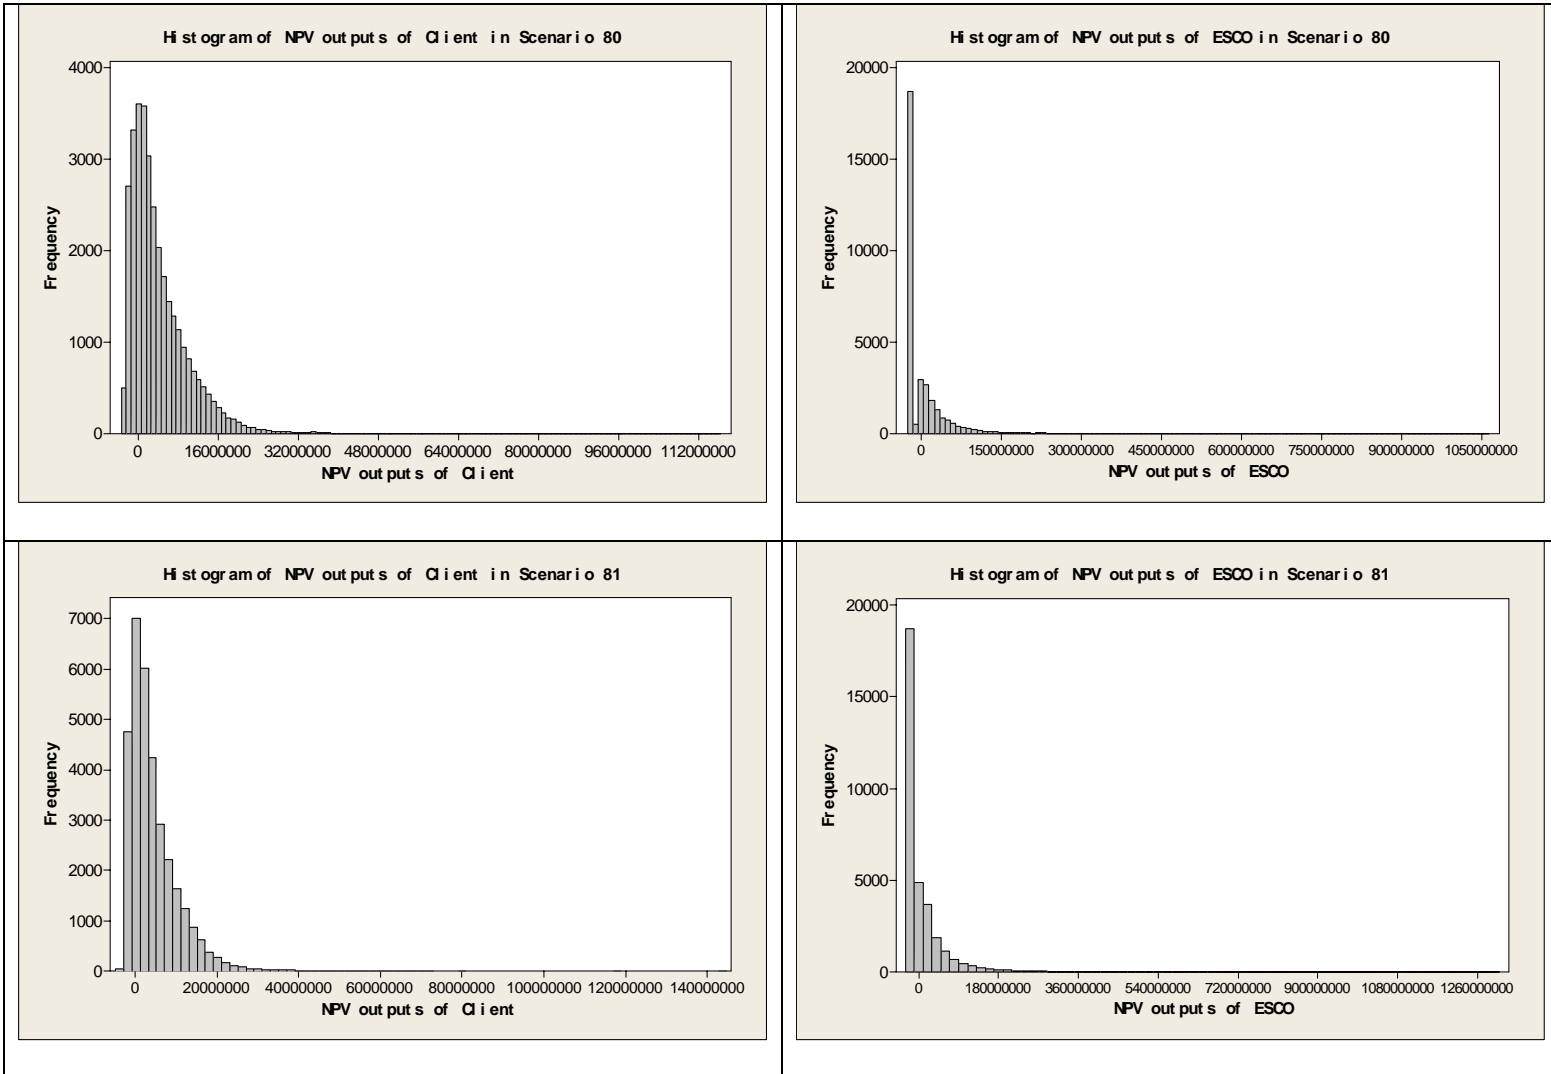 Histogram of NPV outputs of Client in Scenario 80
4000
3000
2000
1000
0
Frequency
0 16000000 32000000 48000000 64000000 80000000 96000000 112000000
NPV outputs of Client
Histogram of NPV outputs of ESCO in Scenario 80
20000
15000
10000
5000
0
Frequency
0 150000000 300000000 450000000 600000000 750000000 900000000 1050000000
NPV outputs of ESCO
Histogram of NPV outputs of Client in Scenario 81
7000
6000
5000
4000
3000
2000
1000
0
Frequency
0 20000000 40000000 60000000 80000000 100000000 120000000 140000000
NPV outputs of Client
Histogram of NPV outputs of ESCO in Scenario 81
20000
15000
10000
5000
0
Frequency
0 180000000 360000000 540000000 720000000 900000000 1080000000 1260000000
NPV outputs of ESCO